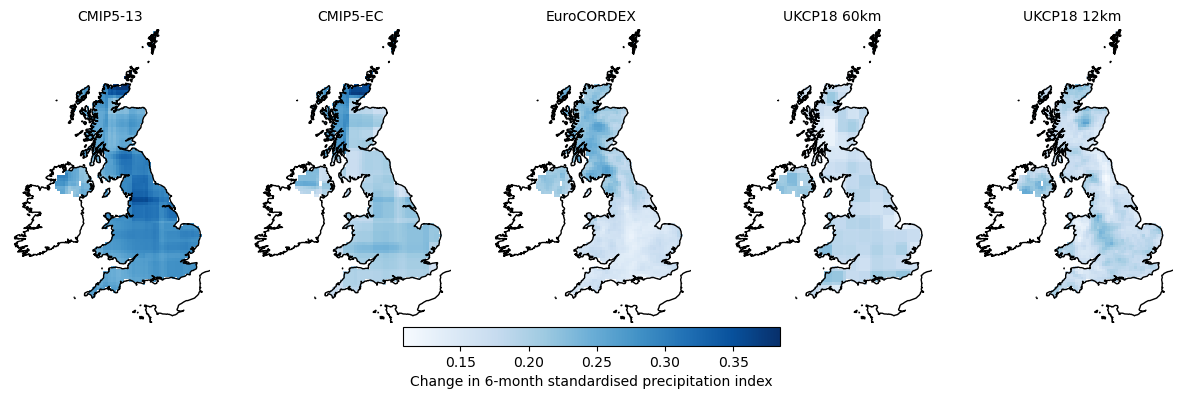 CMIP5-13 CMIP5-EC EuroCORDEX UKCP18 60km UKCP18 12km
0.15 0.20 0.25 0.30 0.35
Change in 6-month standardised precipitation index